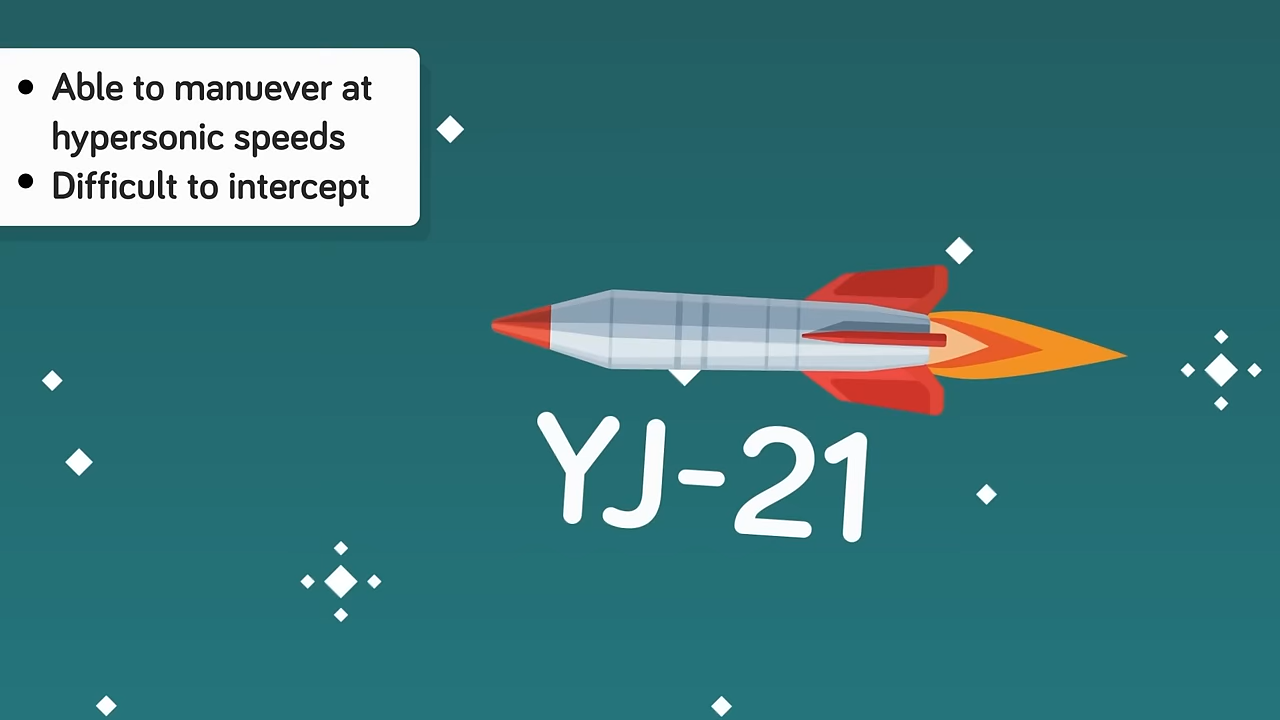 • Able to manuever at
hypersonic speeds
• Difficult to intercept
YJ-21